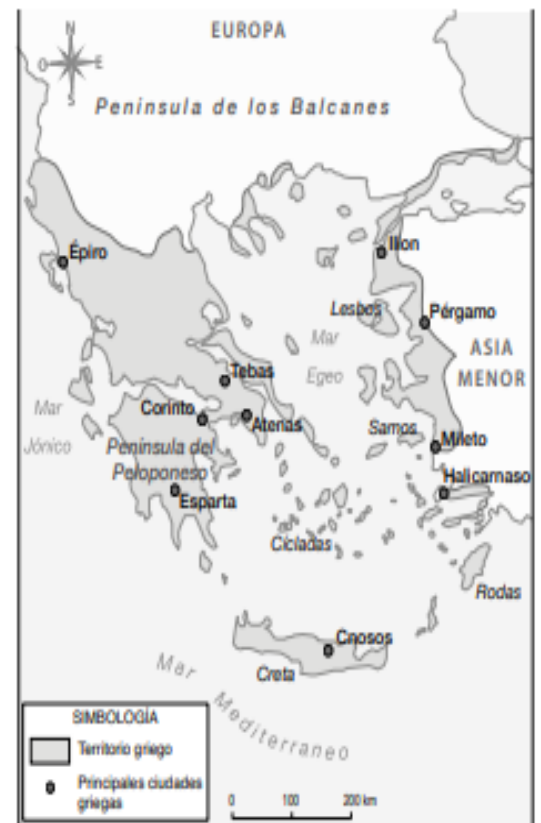 N
EUROPA
O
E
S
Península de los Balcanes
Épiro
Ilion
Lesbos
Pérgamo
Mar
Egeo
ASIA
MENOR
Tebas
Corinto
Atenas
Mar
Jónico
Península del
Peloponeso
Samos
Mileto
Halicarnaso
Esparta
Cícladas
Rodas
Cnosos
Creta
Mar Mediterraneo
SIMBOLOGÍA
Territorio griego
Principales ciudades
griegas
0 100 200 km